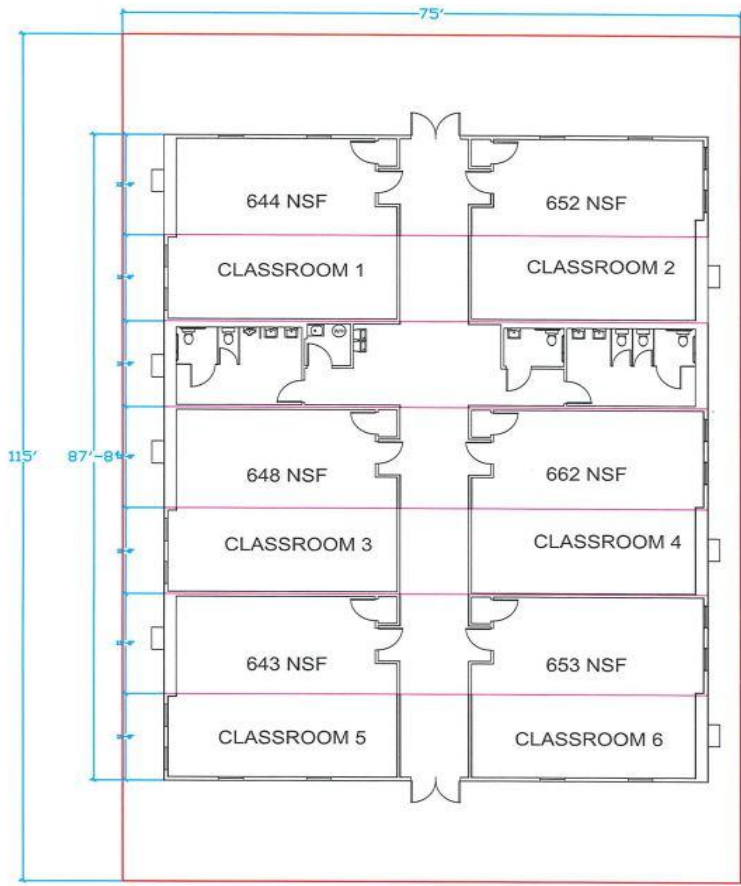 75'
644 NSF
652 NSF
CLASSROOM 1
CLASSROOM 2
115'
87'-8"
648 NSF
662 NSF
CLASSROOM 3
CLASSROOM 4
643 NSF
653 NSF
CLASSROOM 5
CLASSROOM 6